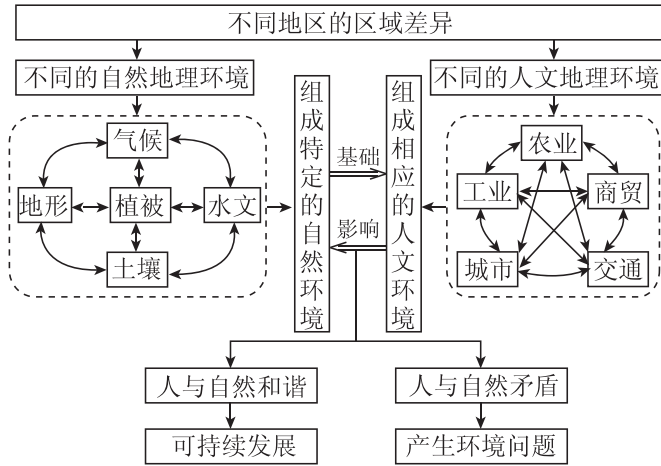 不同地区的区域差异
不同的自然地理环境
不同的人文地理环境
气候
地形
植被
水文
土壤
组成特定的自然环境
基础
影响
组成相应的人文环境
农业
工业
商贸
城市
交通
人与自然和谐
人与自然矛盾
可持续发展
产生环境问题